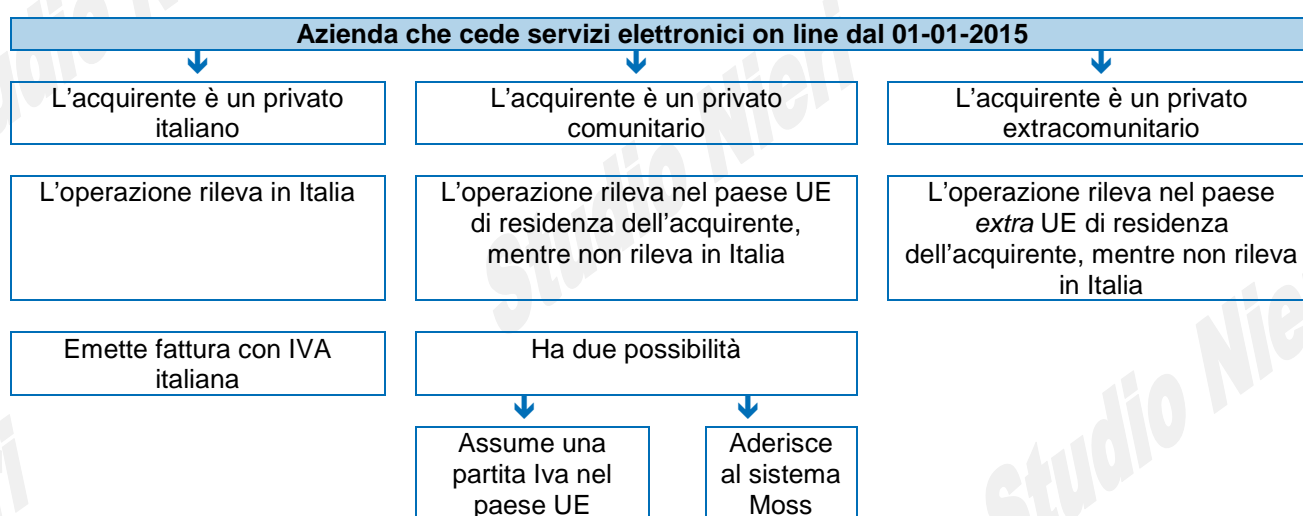 Azienda che cede servizi elettronici on line dal 01-01-2015
L'acquirente è un privato
italiano
L'acquirente è un privato
comunitario
L'acquirente è un privato
extracomunitario
L'operazione rileva in Italia
L'operazione rileva nel paese UE
di residenza dell'acquirente,
mentre non rileva in Italia
L'operazione rileva nel paese
extra UE di residenza
dell'acquirente, mentre non rileva
in Italia
Emette fattura con IVA
italiana
Ha due possibilità
Assume una
partita Iva nel
paese UE
Aderisce
al sistema
Moss
Studio Nieri